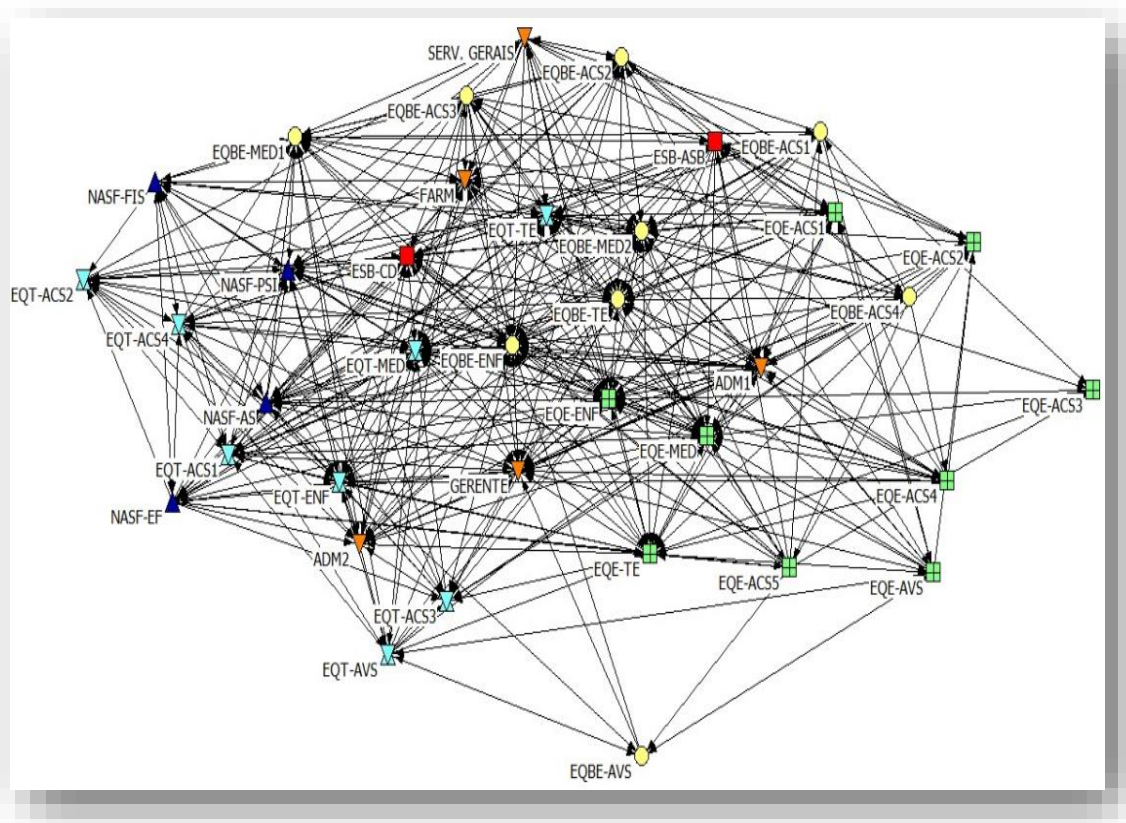 SERV. GERAIS
EQBE-ACS2
EQBE-ACS3
EQBE-MED1
ESB-ASB
EQBE-ACS1
NASF-FIS
FARM
EQT-TE
EQBE-MED2
EQE-ACS1
EQE-ACS2
EQT-ACS2
NASF-PSI
ESB-CD
EQBE-TE
EQBE-ACS4
EQT-ACS4
EQT-MED
EQBE-ENF
ADM1
EQE-ACS3
NASF-AS
EQE-ENF
EQE-MED
EQT-ACS1
EQT-ENF
GERENTE
EQE-ACS4
NASF-EF
ADM2
EQE-TE
EQE-ACS5
EQE-AVS
EQT-ACS3
EQT-AVS
EQBE-AVS